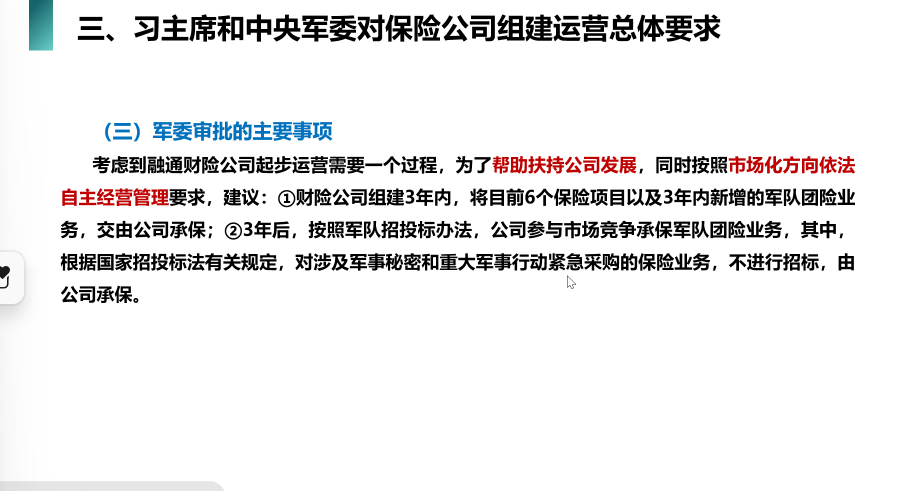 三、习主席和中央军委对保险公司组建运营总体要求
（三）军委审批的主要事项
考虑到融通财险公司起步运营需要一个过程，为了帮助扶持公司发展，同时按照市场化方向依法
自主经营管理要求，建议：①财险公司组建3年内，将目前6个保险项目以及3年内新增的军队团险业
务，交由公司承保；②3年后，按照军队招投标办法，公司参与市场竞争承保军队团险业务，其中，
根据国家招投标法有关规定，对涉及军事秘密和重大军事行动紧急采购的保险业务，不进行招标，由
公司承保。